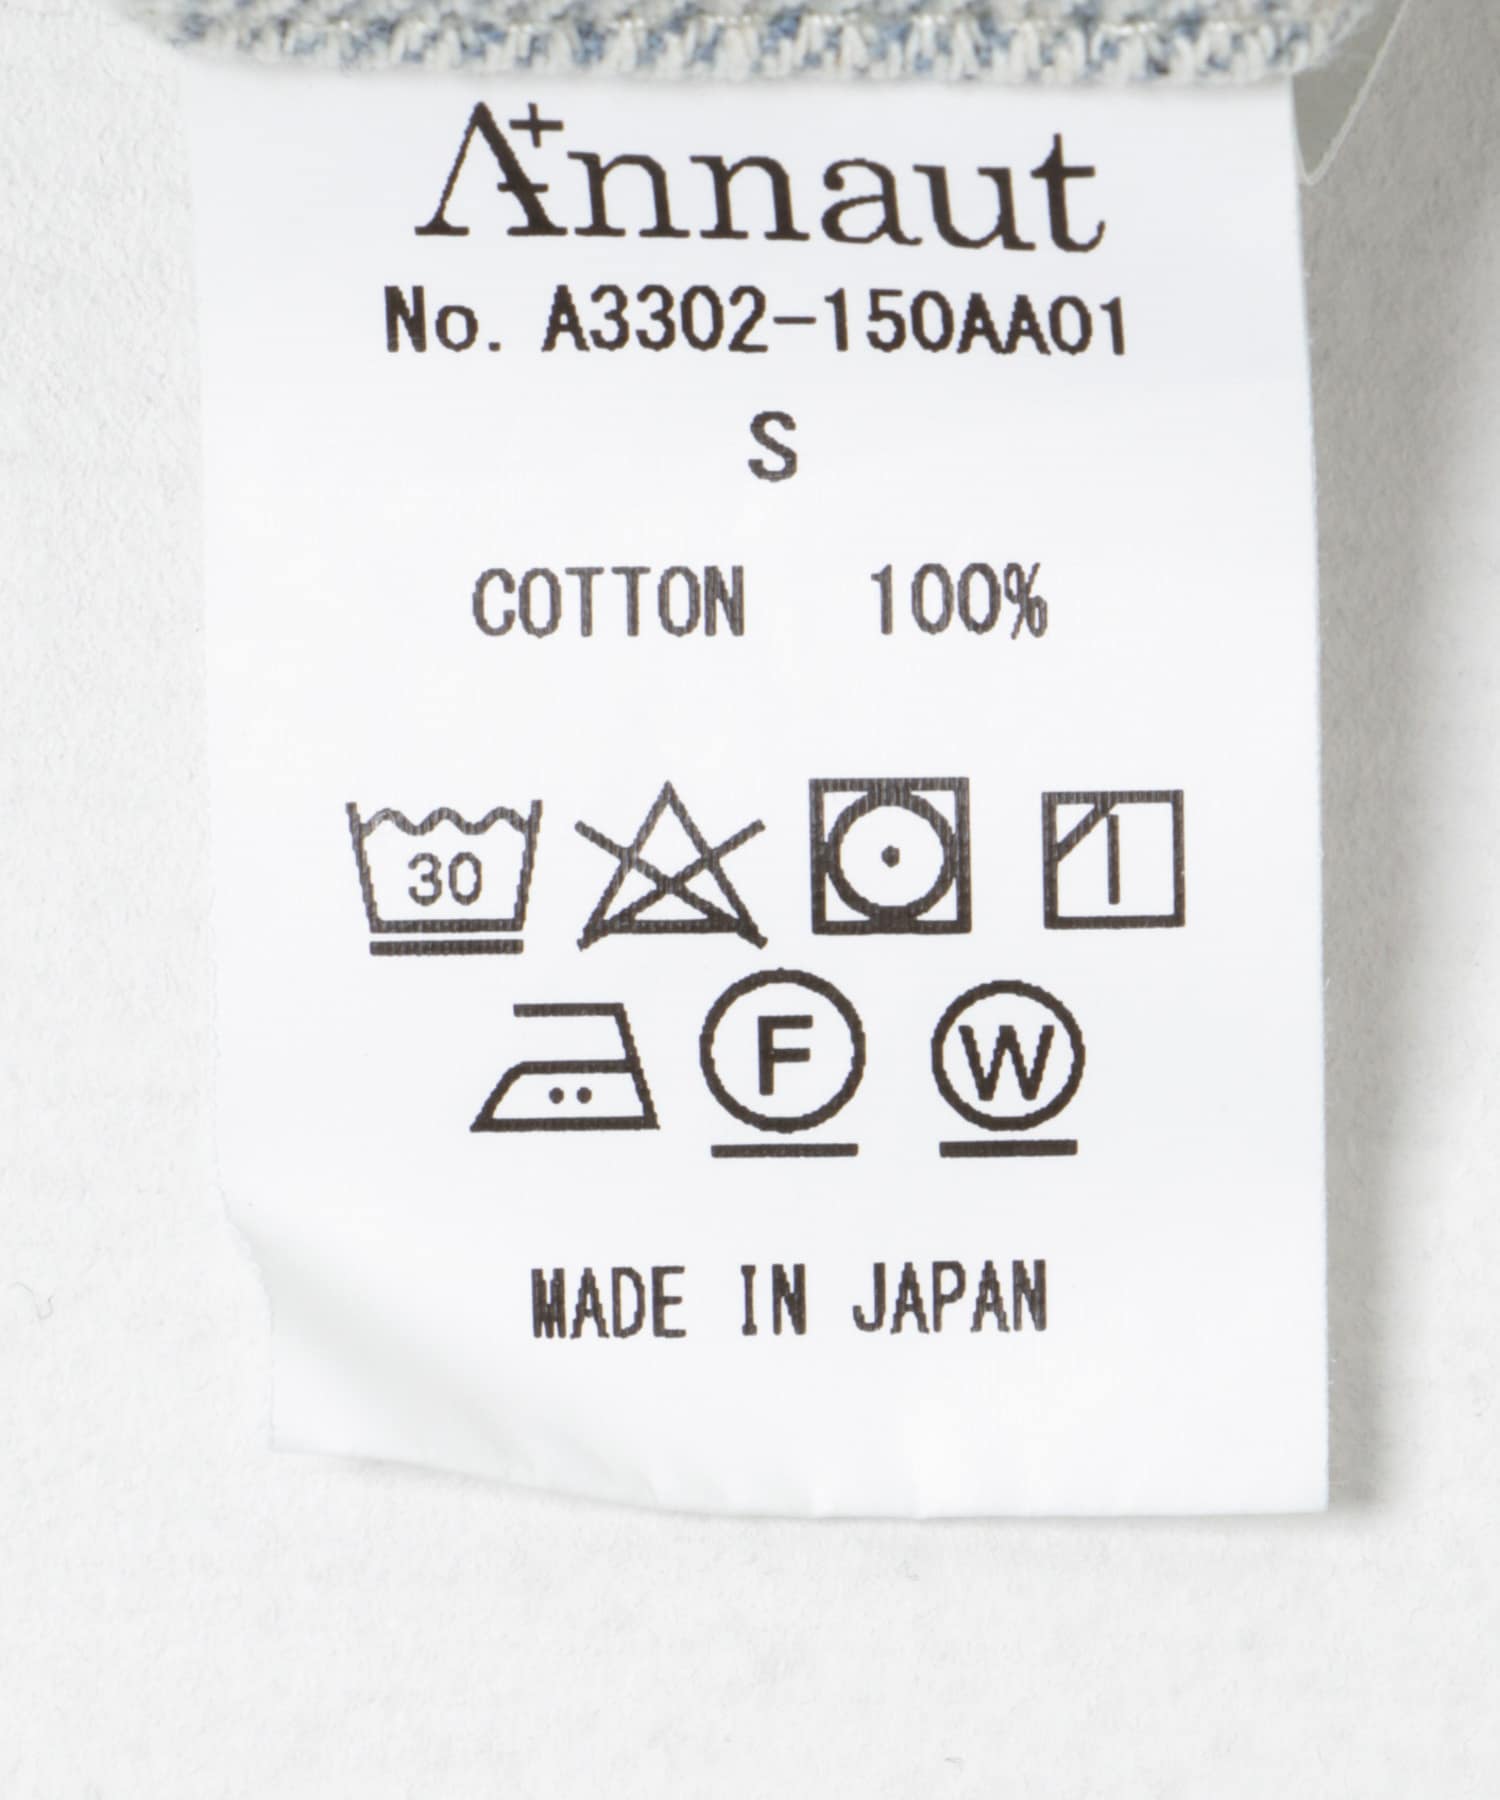 Annaut
No. A3302-150AA01
S
COTTON 100%
30
F W
MADE IN JAPAN